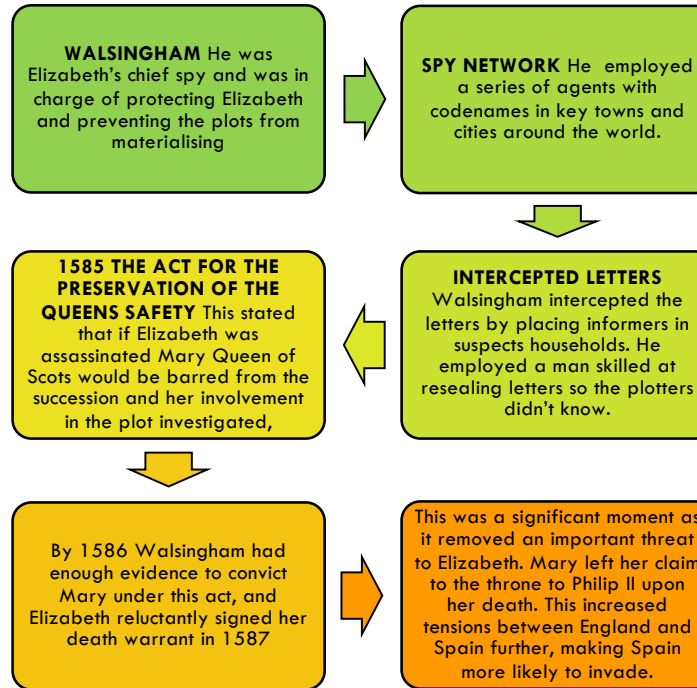 WALSINGHAM He was
Elizabeth's chief spy and was in
charge of protecting Elizabeth
and preventing the plots from
materialising
SPY NETWORK He employed
a series of agents with
codenames in key towns and
cities around the world.
INTERCEPTED LETTERS
Walsingham intercepted the
letters by placing informers in
suspects households. He
employed a man skilled at
resealing letters so the plotters
didn't know.
1585 THE ACT FOR THE
PRESERVATION OF THE
QUEENS SAFETY This stated
that if Elizabeth was
assassinated Mary Queen of
Scots would be barred from the
succession and her involvement
in the plot investigated,
By 1586 Walsingham had
enough evidence to convict
Mary under this act, and
Elizabeth reluctantly signed her
death warrant in 1587
This was a significant moment as
it removed an important threat
to Elizabeth. Mary left her claim
to the throne to Philip II upon
her death. This increased
tensions between England and
Spain further, making Spain
more likely to invade.